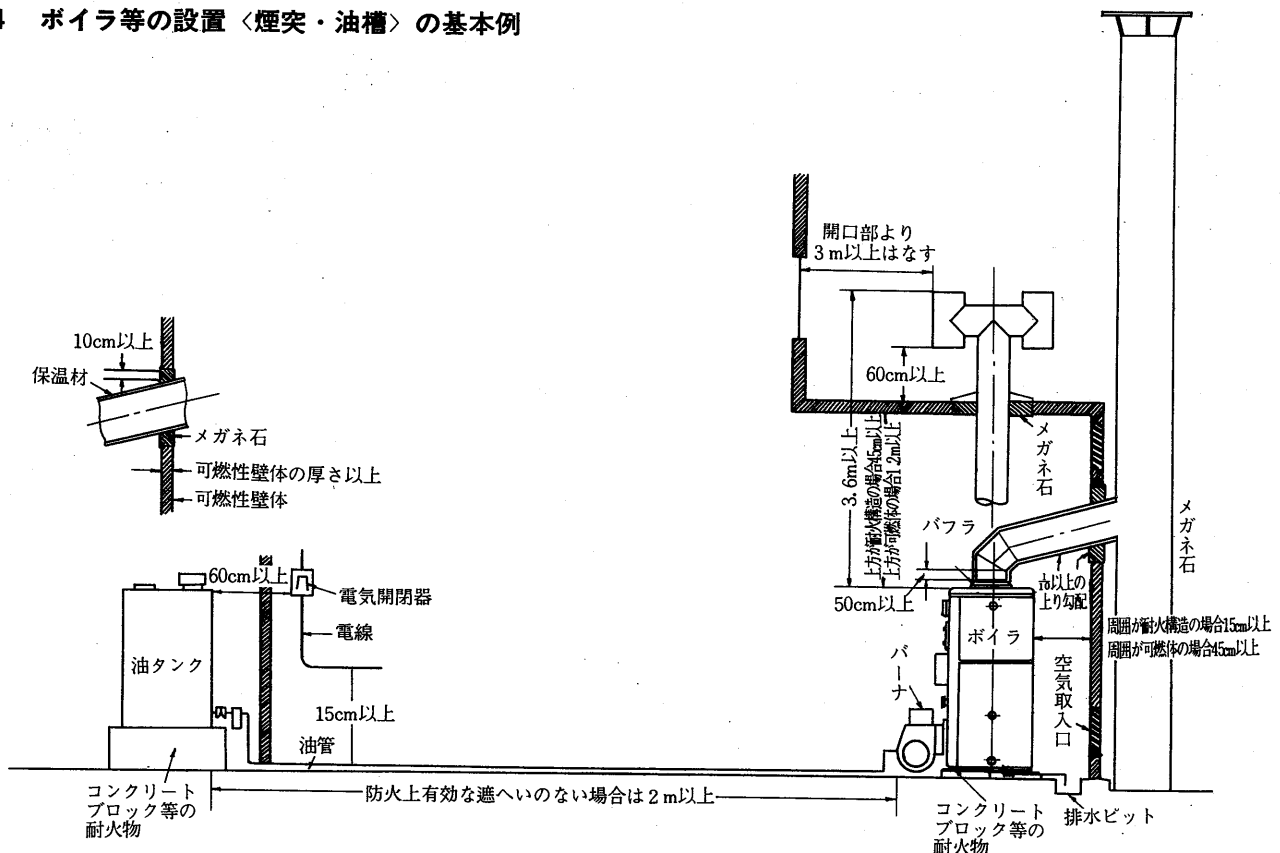 4 ボイラ等の設置〈煙突・油槽〉の基本例
開口部より
3m以上はなす
10cm以上
保温材
メガネ石
可燃性壁体の厚さ以上
可燃性壁体
60cm以上
3.6m以上
上方が耐火構造の場合45cm以上
上方が可燃体の場合1.2m以上
メガネ石
メガネ石
バフラ
50cm以上
1/10以上の
上り勾配
60cm以上
電気開閉器
電線
油タンク
15cm以上
油管
バーナ
ボイラ
周囲が耐火構造の場合15cm以上
周囲が可燃体の場合45cm以上
空気取入口
コンクリート
ブロック等の
耐火物
防火上有効な遮へいのない場合は2m以上
コンクリート
ブロック等の
耐火物
排水ピット